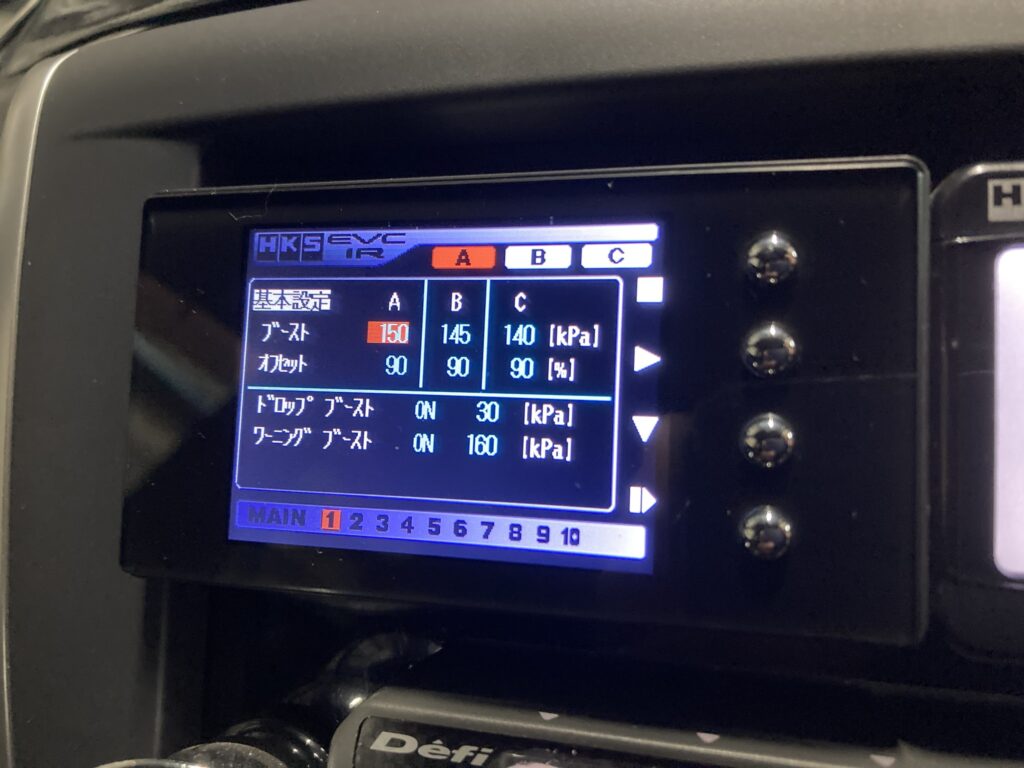 HKS EVC IR
A B C
基本設定 A B C
ブースト 150 145 140 [kPa]
オフセット 90 90 90 [%]
ドロップ ブースト ON 30 [kPa]
ワーニング ブースト ON 160 [kPa]
MAIN 1 2 3 4 5 6 7 8 9 10
H
Defi